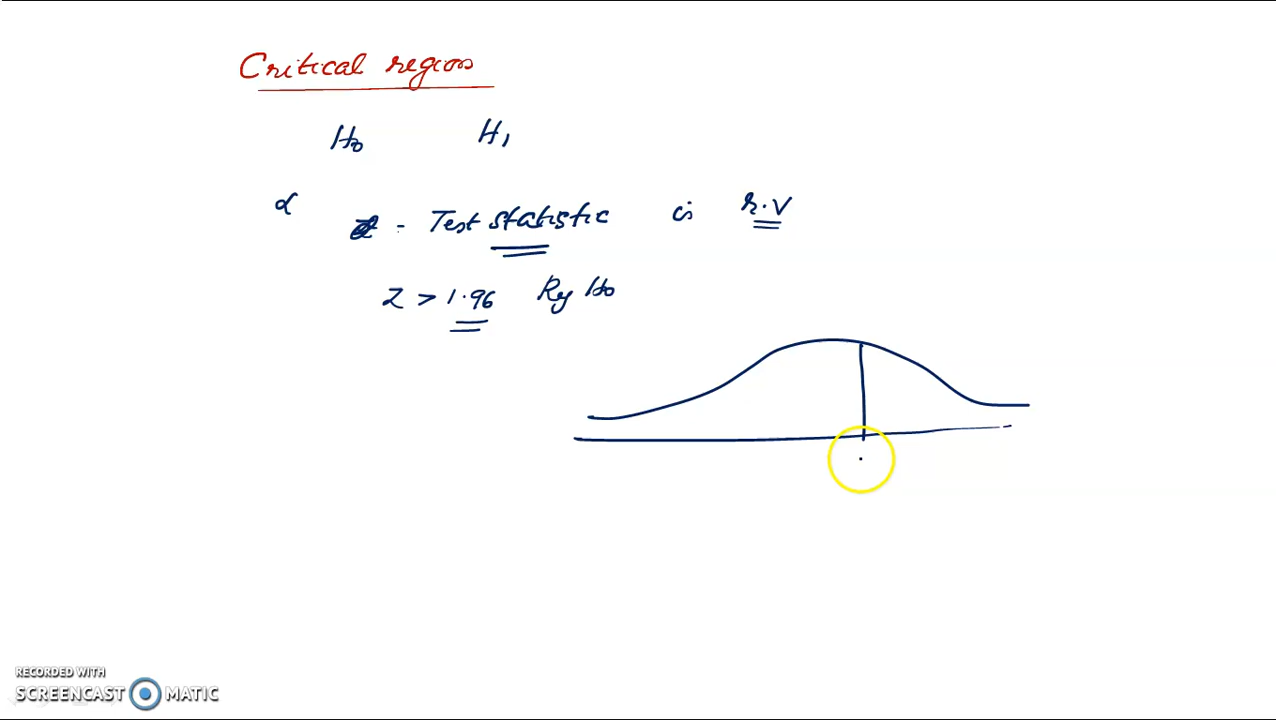 Critical region
H0 H1
α
- Test statistic is r.v
Z > 1.96 Rej H0
RECORDED WITH
SCREENCAST MATIC